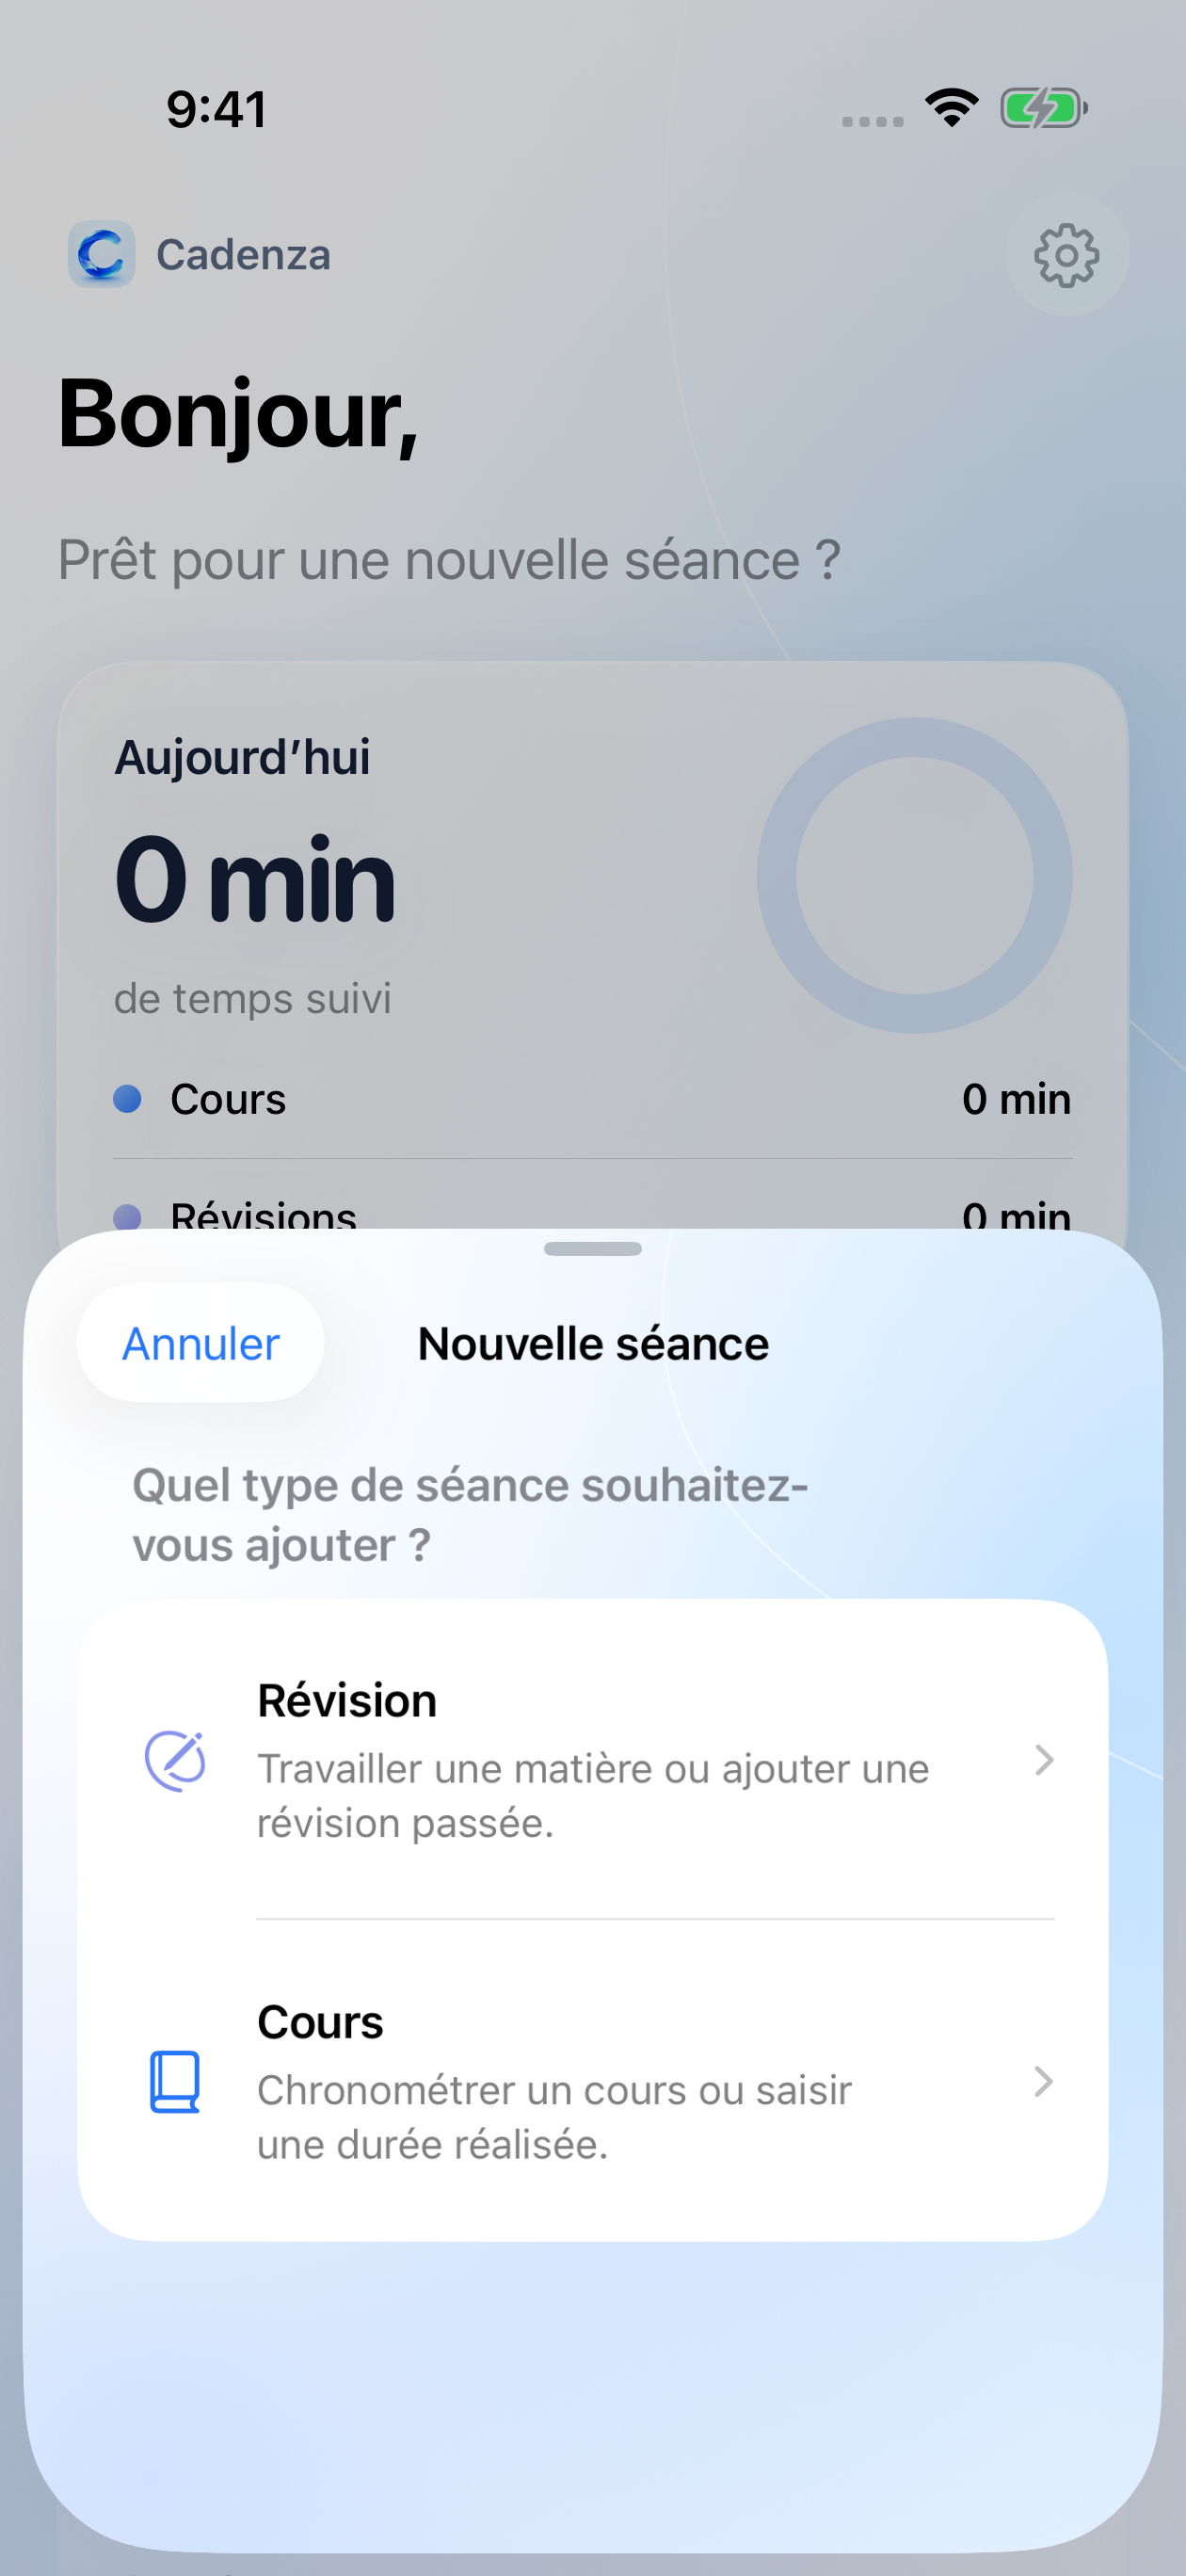 9:41
Cadenza
Bonjour,
Prêt pour une nouvelle séance ?
Aujourd’hui
0 min
de temps suivi
Cours 0 min
Révisions 0 min
Annuler Nouvelle séance
Quel type de séance souhaitez-
vous ajouter ?
Révision
Travailler une matière ou ajouter une
révision passée.
Cours
Chronométrer un cours ou saisir
une durée réalisée.